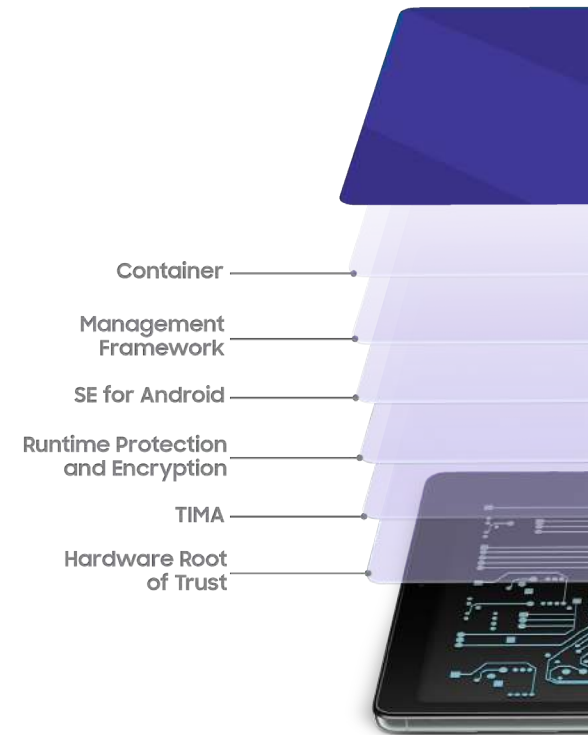 Container
Management
Framework
SE for Android
Runtime Protection
and Encryption
TIMA
Hardware Root
of Trust